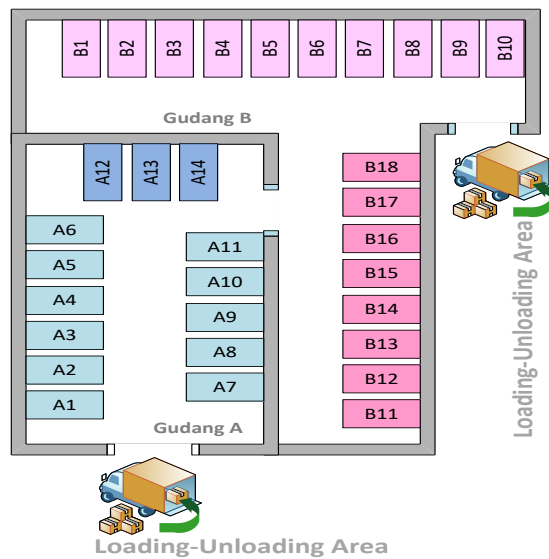 B1
B2
B3
B4
B5
B6
B7
B8
B9
B10
Gudang B
A12
A13
A14
B18
B17
B16
B15
B14
B13
B12
B11
A6
A5
A4
A3
A2
A1
A11
A10
A9
A8
A7
Gudang A
Loading-Unloading Area
Loading-Unloading Area